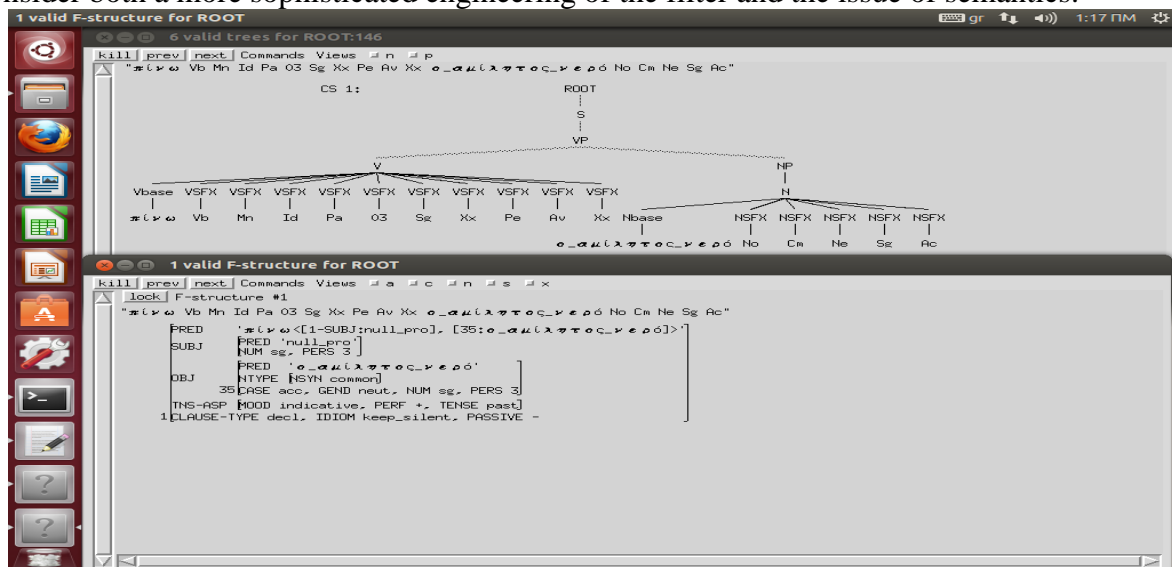 nsider both a more sophisticated engineering of the filter and the issue of semantics.
1 valid F-structure for ROOT
gr 1:17 ΠΜ
6 valid trees for ROOT:146
kill prev next Commands Views n p
"πίνω Vb Mn Id Pa 03 Sg Xx Pe Av Xx ο_αμίλητος_νερό No Cm Ne Sg Ac"
CS 1: ROOT
S
VP
V NP
Vbase VSFX VSFX VSFX VSFX VSFX VSFX VSFX VSFX VSFX VSFX N
πίνω Vb Mn Id Pa 03 Sg Xx Pe Av Xx Nbase NSFX NSFX NSFX NSFX NSFX
ο_αμίλητος_νερό No Cm Ne Sg Ac
1 valid F-structure for ROOT
kill prev next Commands Views a c n s x
lock F-structure #1
"πίνω Vb Mn Id Pa 03 Sg Xx Pe Av Xx ο_αμίλητος_νερό No Cm Ne Sg Ac"
PRED 'πίνω<[1-SUBJ:null_pro], [35:ο_αμίλητος_νερό]>'
SUBJ PRED 'null_pro'
NUM sg, PERS 3
PRED 'ο_αμίλητος_νερό'
OBJ NTYPE NSYN common
35 CASE acc, GEND neut, NUM sg, PERS 3
TNS-ASP MOOD indicative, PERF +, TENSE past
1 CLAUSE-TYPE decl, IDIOM keep_silent, PASSIVE -